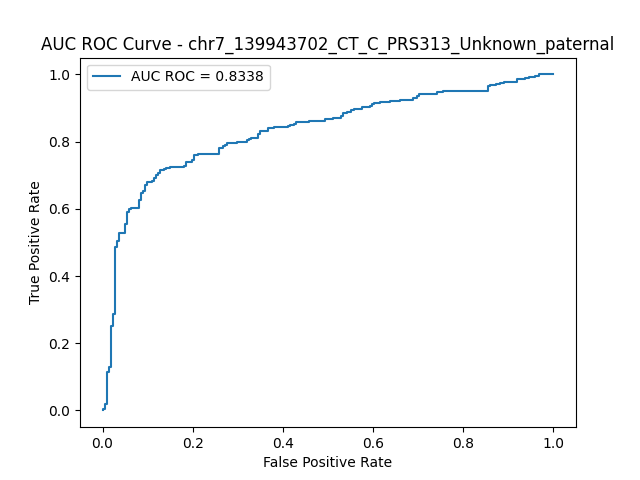 AUC ROC Curve - chr7_139943702_CT_C_PRS313_Unknown_paternal
AUC ROC = 0.8338
1.0
0.8
0.6
0.4
0.2
0.0
True Positive Rate
0.0 0.2 0.4 0.6 0.8 1.0
False Positive Rate